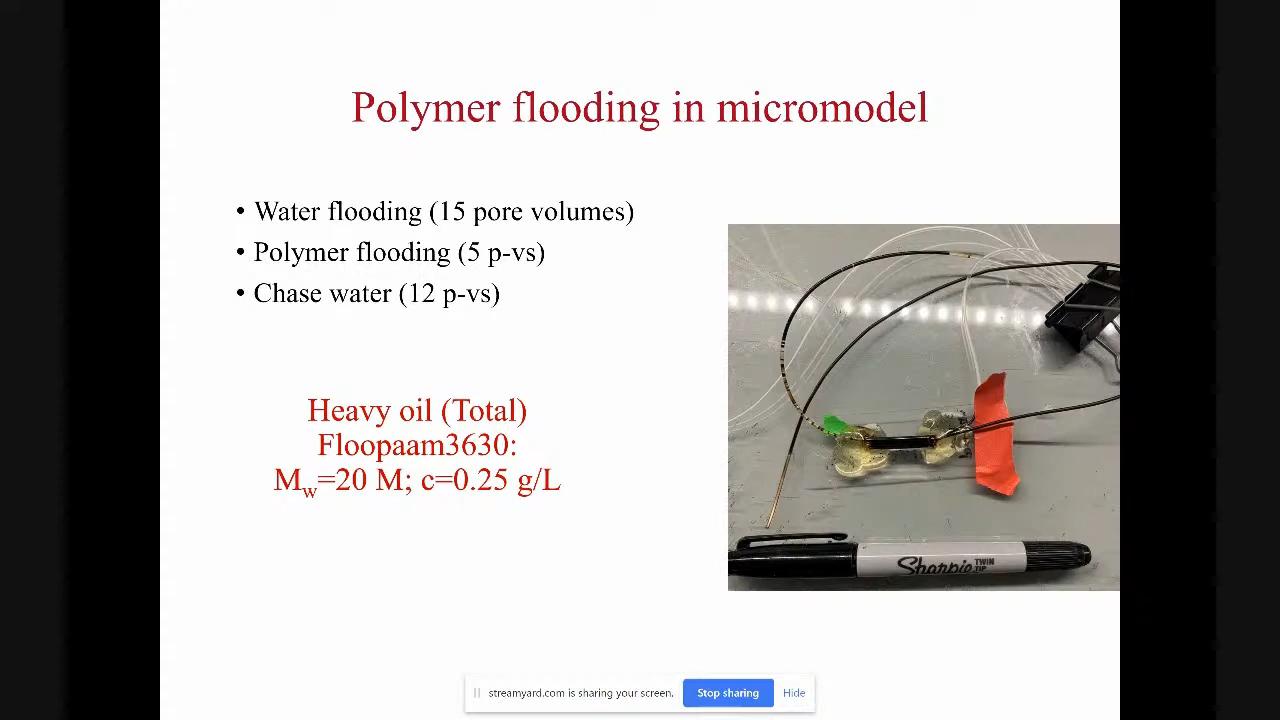 Polymer flooding in micromodel
• Water flooding (15 pore volumes)
• Polymer flooding (5 p-vs)
• Chase water (12 p-vs)
Heavy oil (Total)
Floopaam3630:
Mw=20 M; c=0.25 g/L
Sharpie TWIN TIP
streamyard.com is sharing your screen. Stop sharing Hide